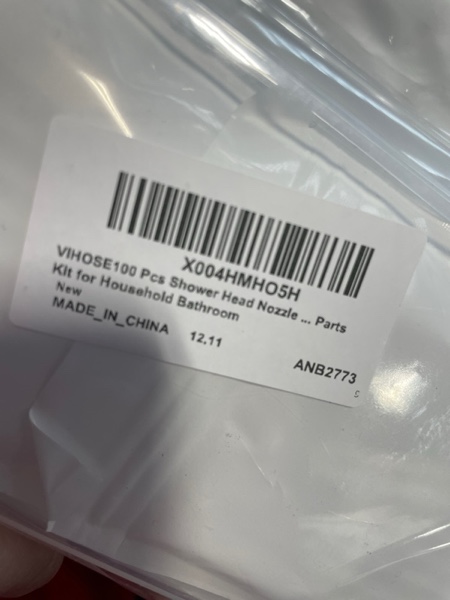 X004HMHO5H
VIHOSE100 Pcs Shower Head Nozzle ... Parts
Kit for Household Bathroom
New
MADE_IN_CHINA 12.11
ANB2773
S